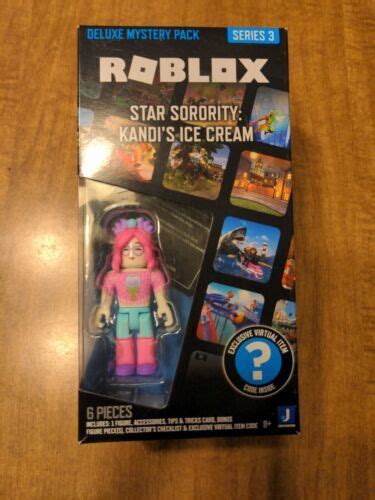 DELUXE MYSTERY PACK
SERIES 3
ROBLOX
STAR SORORITY:
KANDI'S ICE CREAM
EXCLUSIVE VIRTUAL ITEM
?
CODE INSIDE
6 PIECES
INCLUDES: 1 FIGURE, ACCESSORIES, TIPS & TRICKS CARD, BONUS
FIGURE PIECE(S), COLLECTOR'S CHECKLIST & EXCLUSIVE VIRTUAL ITEM CODE
8+
J